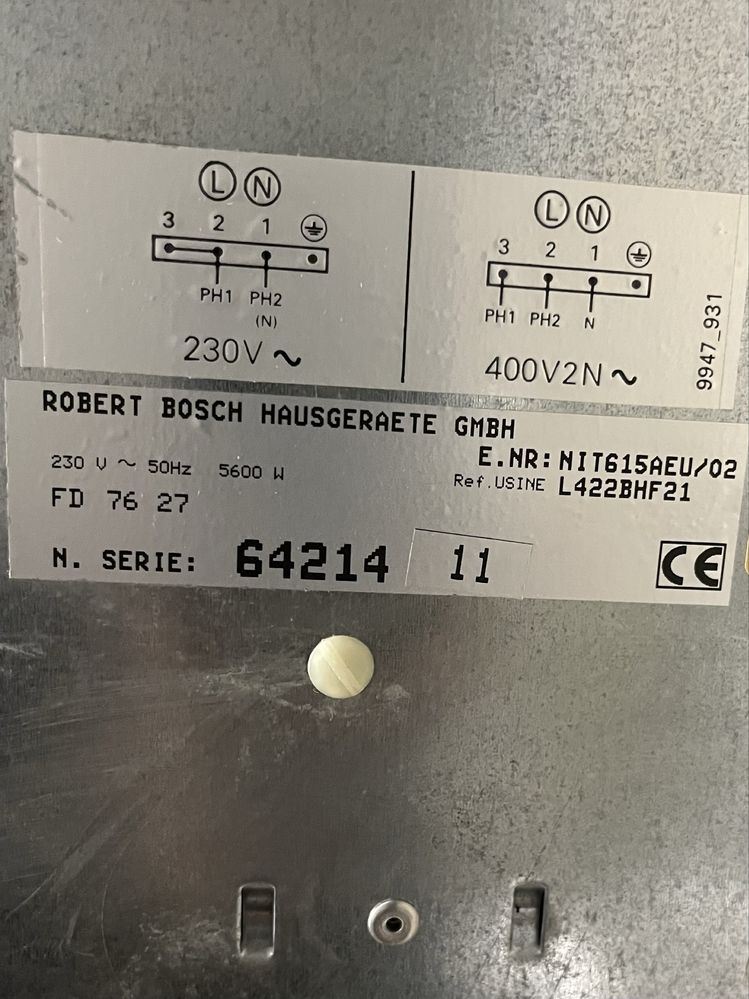 L N
3 2 1
PH1 PH2
(N)
230V ~
L N
3 2 1
PH1 PH2 N
400V2N ~
9947_931
ROBERT BOSCH HAUSGERAETE GMBH
230 V ~ 50Hz 5600 W
E.NR: NIT615AEU/02
Ref.USINE L422BHF21
FD 76 27
N. SERIE: 64214 11
CE